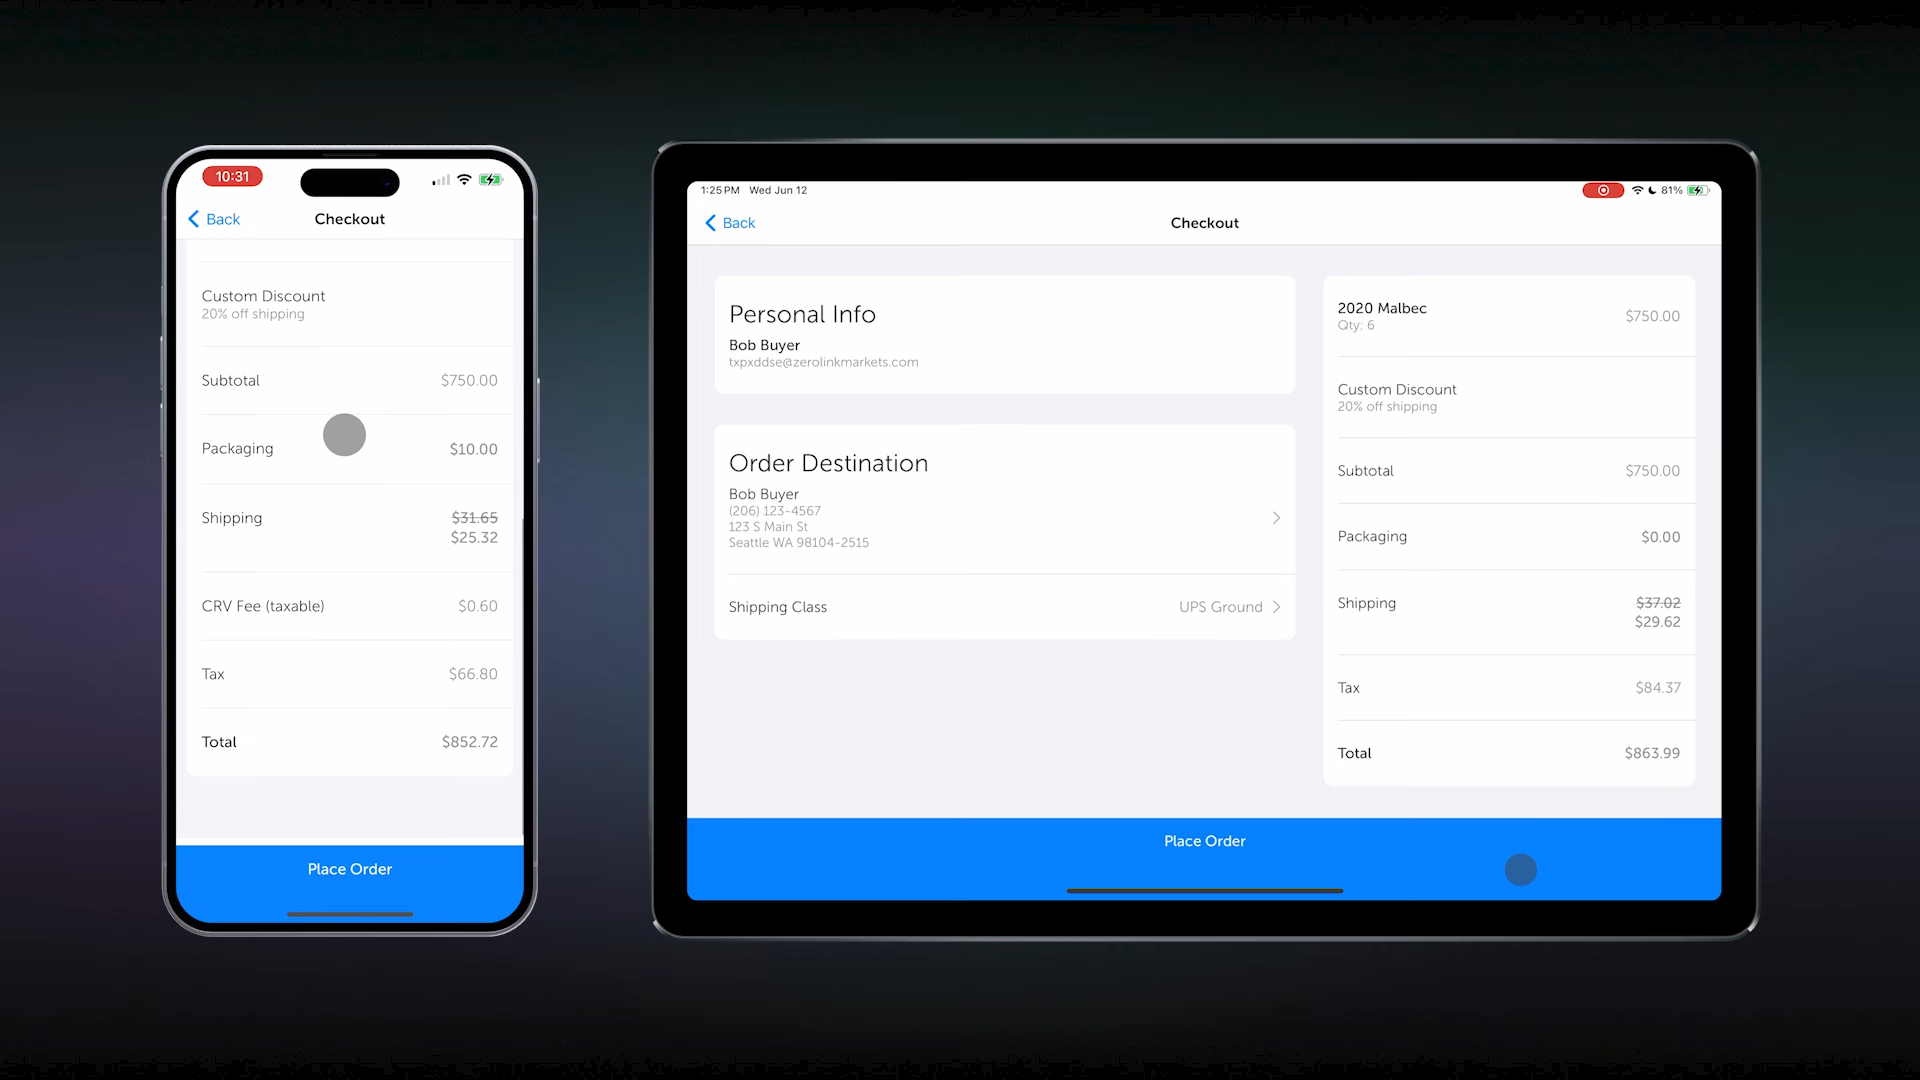 10:31
Back
Checkout
Custom Discount
20% off shipping
Subtotal $750.00
Packaging $10.00
Shipping $31.65
$25.32
CRV Fee (taxable) $0.60
Tax $66.80
Total $852.72
Place Order
1:25 PM Wed Jun 12
81%
Back
Checkout
Personal Info
Bob Buyer
txpxddse@zerolinkmarkets.com
Order Destination
Bob Buyer
(206) 123-4567
123 S Main St
Seattle WA 98104-2515
Shipping Class UPS Ground
2020 Malbec $750.00
Qty: 6
Custom Discount
20% off shipping
Subtotal $750.00
Packaging $0.00
Shipping $37.02
$29.62
Tax $84.37
Total $863.99
Place Order